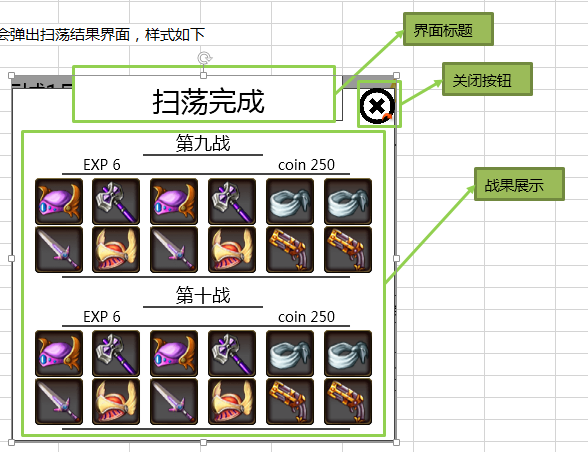 会弹出扫荡结果界面，样式如下
界面标题
关闭按钮
扫荡完成
第九战
EXP 6 coin 250
战果展示
第十战
EXP 6 coin 250